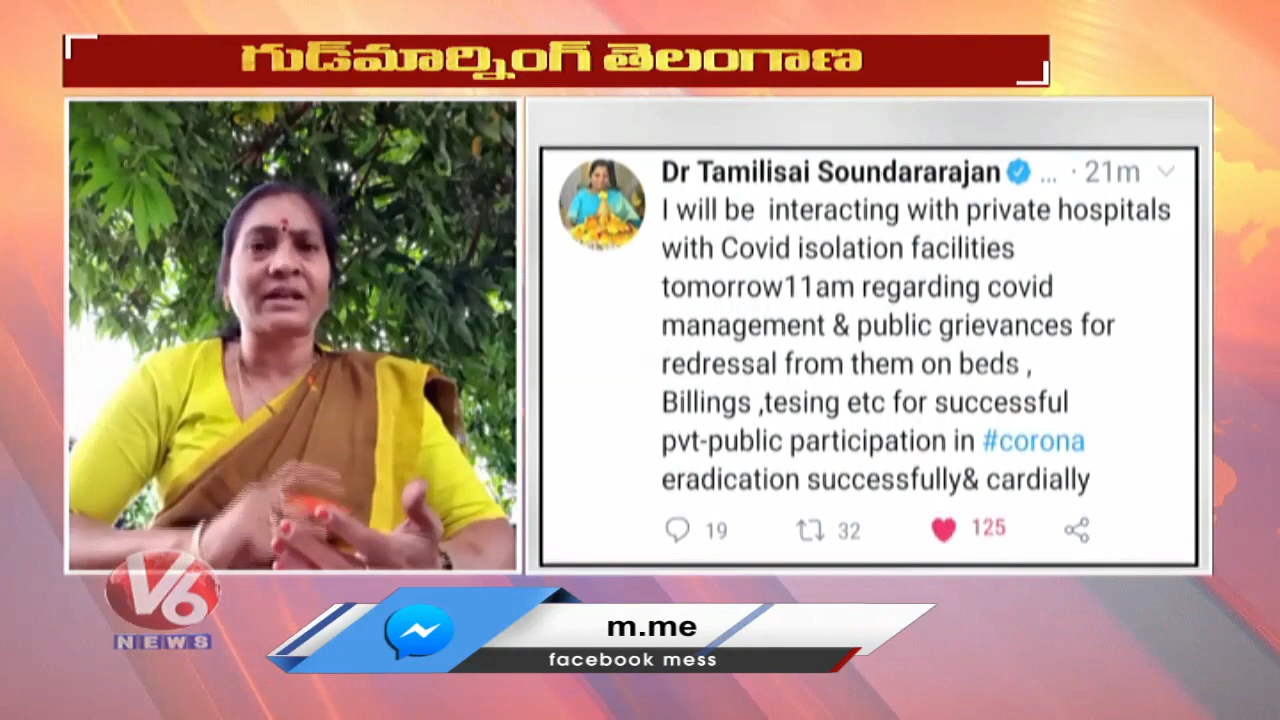 గుడ్‌మార్నింగ్ తెలంగాణ
Dr Tamilisai Soundararajan ... · 21m
I will be interacting with private hospitals
with Covid isolation facilities
tomorrow11am regarding covid
management & public grievances for
redressal from them on beds ,
Billings ,tesing etc for successful
pvt-public participation in #corona
eradication successfully& cardially
19 32 125
V6
NEWS
m.me
facebook mess